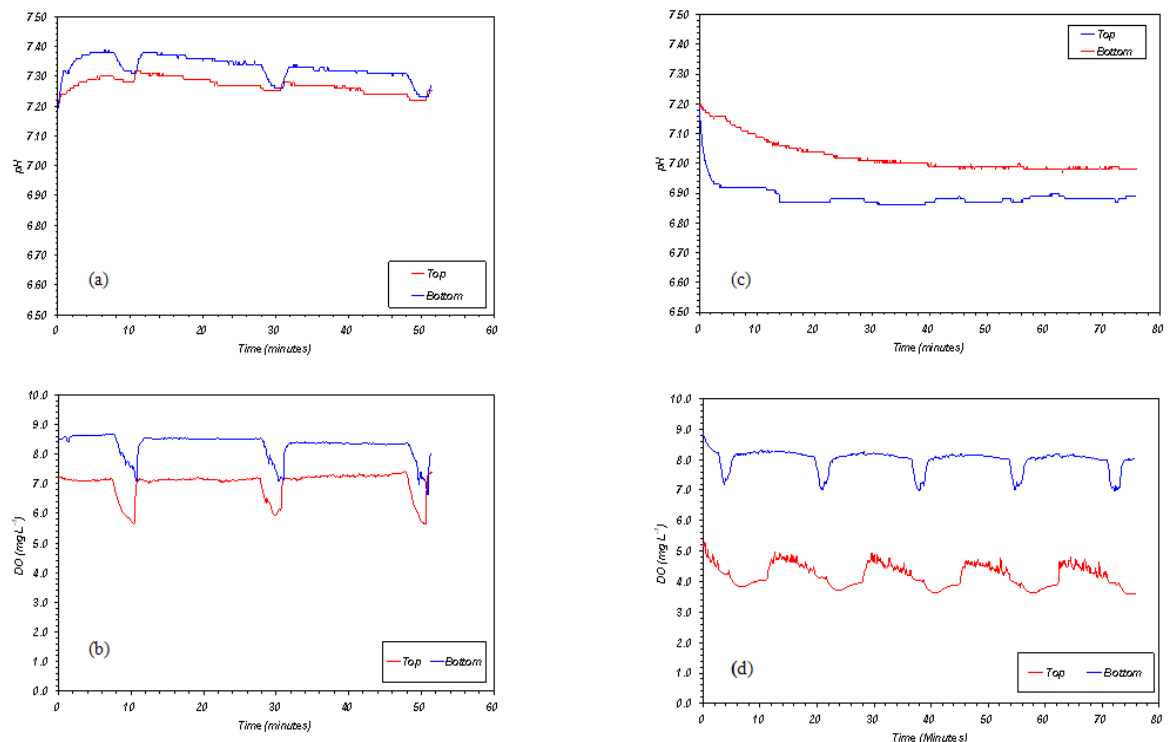 7.50
7.40
7.30
7.20
7.10
7.00
6.90
6.80
6.70
6.60
6.50
pH
(a)
Top
Bottom
0 10 20 30 40 50 60
Time (minutes)
7.50
7.40
7.30
7.20
7.10
7.00
6.90
6.80
6.70
6.60
6.50
pH
Top
Bottom
(c)
0 10 20 30 40 50 60 70 80
Time (minutes)
10.0
9.0
8.0
7.0
6.0
5.0
4.0
3.0
2.0
1.0
0.0
DO (mg L⁻¹)
(b)
Top Bottom
0 10 20 30 40 50 60
Time (minutes)
10.0
9.0
8.0
7.0
6.0
5.0
4.0
3.0
2.0
1.0
0.0
DO (mg L⁻¹)
(d)
Top Bottom
0 10 20 30 40 50 60 70 80
Time (Minutes)